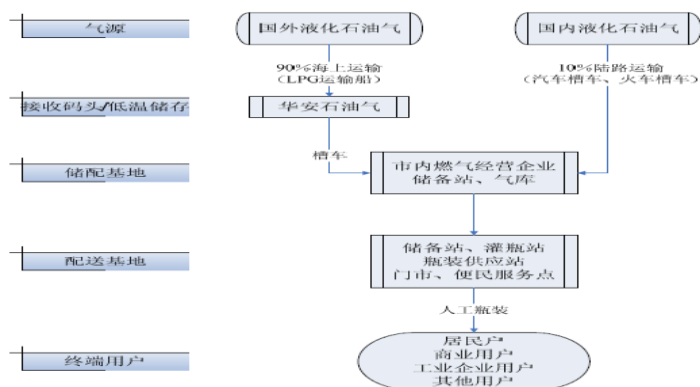 气源
国外液化石油气
国内液化石油气
90%海上运输
（LPG运输船）
10%陆路运输
（汽车槽车、火车槽车）
接收码头/低温储存
华安石油气
槽车
储配基地
市内燃气经营企业
储备站、气库
配送基地
储备站、灌瓶站
瓶装供应站
门市、便民服务点
人工瓶装
终端用户
居民户
商业用户
工业企业用户
其他用户